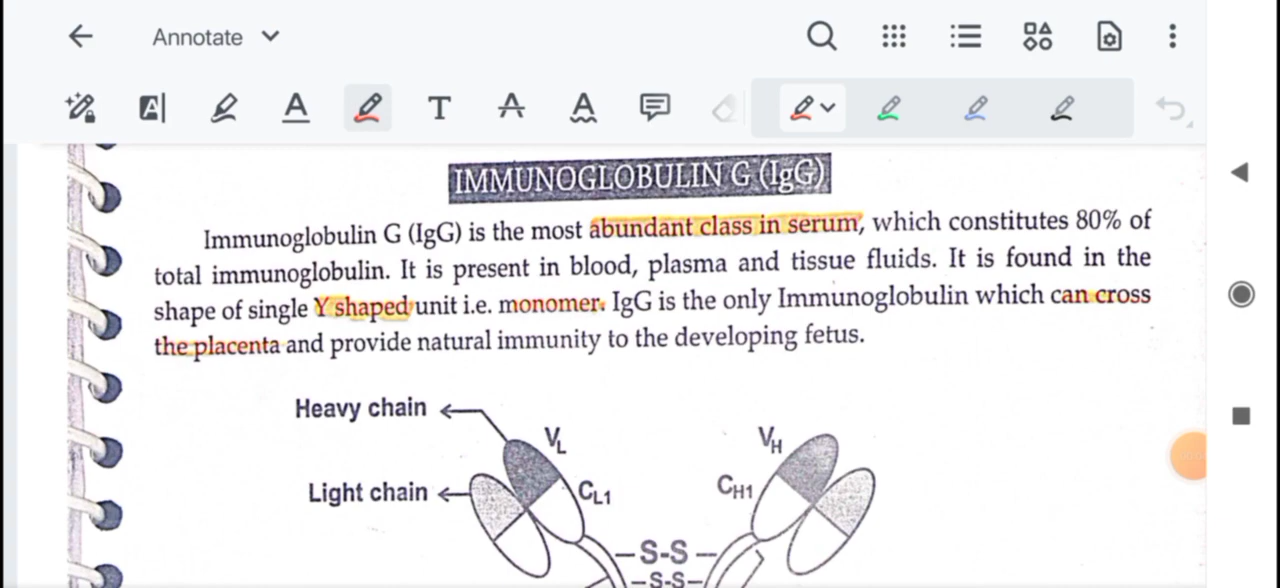 Annotate
IMMUNOGLOBULIN G (IgG)
Immunoglobulin G (IgG) is the most abundant class in serum, which constitutes 80% of
total immunoglobulin. It is present in blood, plasma and tissue fluids. It is found in the
shape of single Y shaped unit i.e. monomer. IgG is the only Immunoglobulin which can cross
the placenta and provide natural immunity to the developing fetus.
Heavy chain
VL
VH
Light chain
CL1
CH1
-S-S-
-S-S-